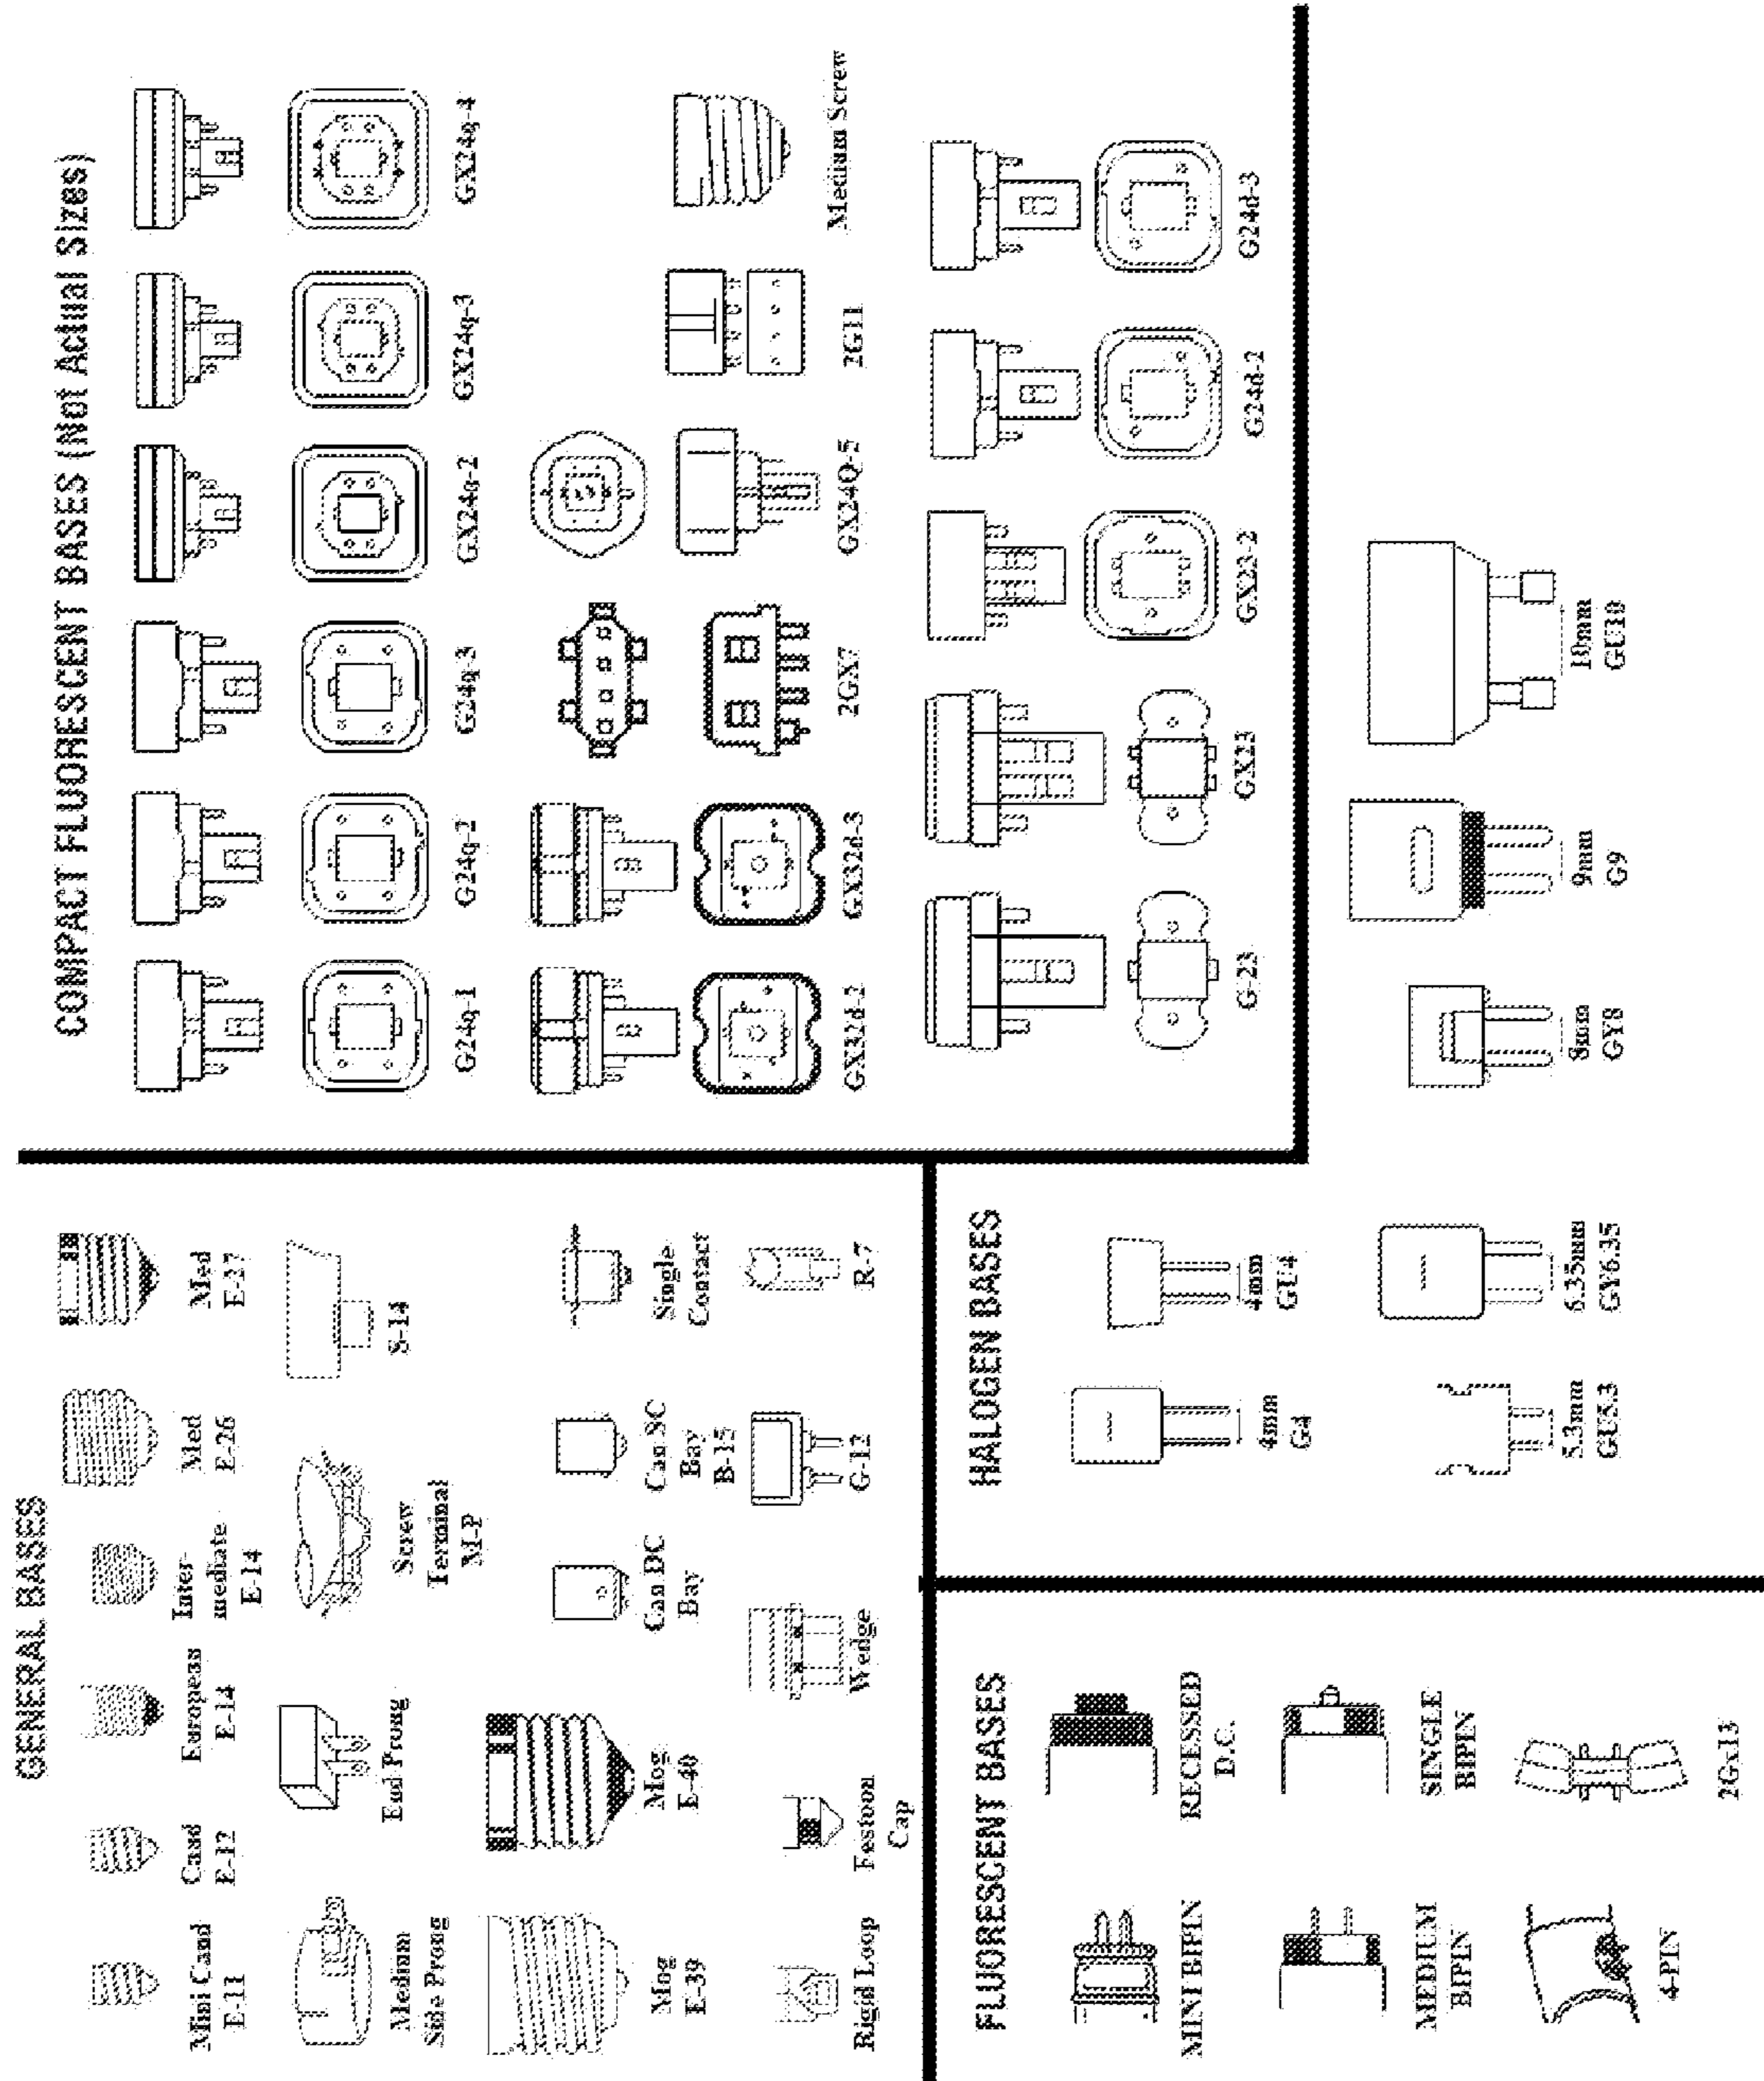 GENERAL BASES
Mini Cand
E-11
Cand
E-12
European
E-14
Inter-
mediate
E-14
Med
E-26
Med
E-27
Medium
Side Prong
End Prong
Screw
Terminal
M-P
S-14
Mog
E-39
Mog
E-40
Can DC
Bay
Can SC
Bay
B-15
Single
Contact
Rigid Loop
Festoon
Cap
Wedge
G-12
R-7
COMPACT FLUORESCENT BASES (Not Actual Sizes)
G24q-1
G24q-2
G24q-3
GX24q-2
GX24q-3
GX24q-4
GX32d-2
GX32d-3
2GX7
GX24Q-5
2G11
Medium Screw
G-23
GX23
GX23-2
G24d-2
G24d-3
FLUORESCENT BASES
MINI BIPIN
RECESSED
D.C.
MEDIUM
BIPIN
SINGLE
BIPIN
4-PIN
2Gx13
HALOGEN BASES
4mm
G4
4mm
GU4
5.3mm
GU5.3
6.35mm
GY6.35
8mm
GY8
9mm
G9
10mm
GU10